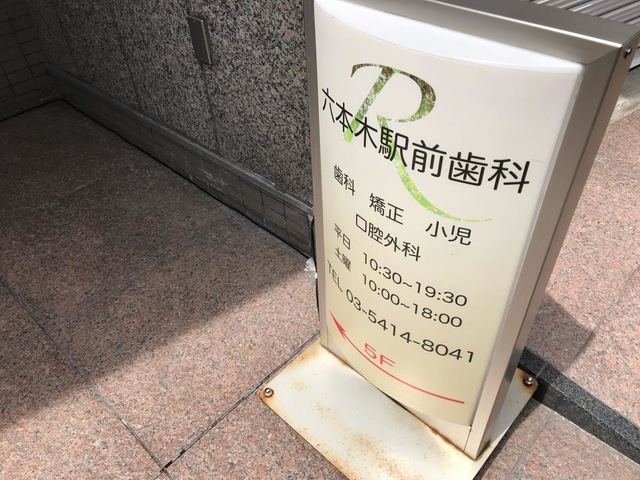 R
六本木駅前歯科
歯科 矯正 小児
口腔外科
平日 10:30~19:30
土曜 10:00~18:00
TEL 03-5414-8041
5F